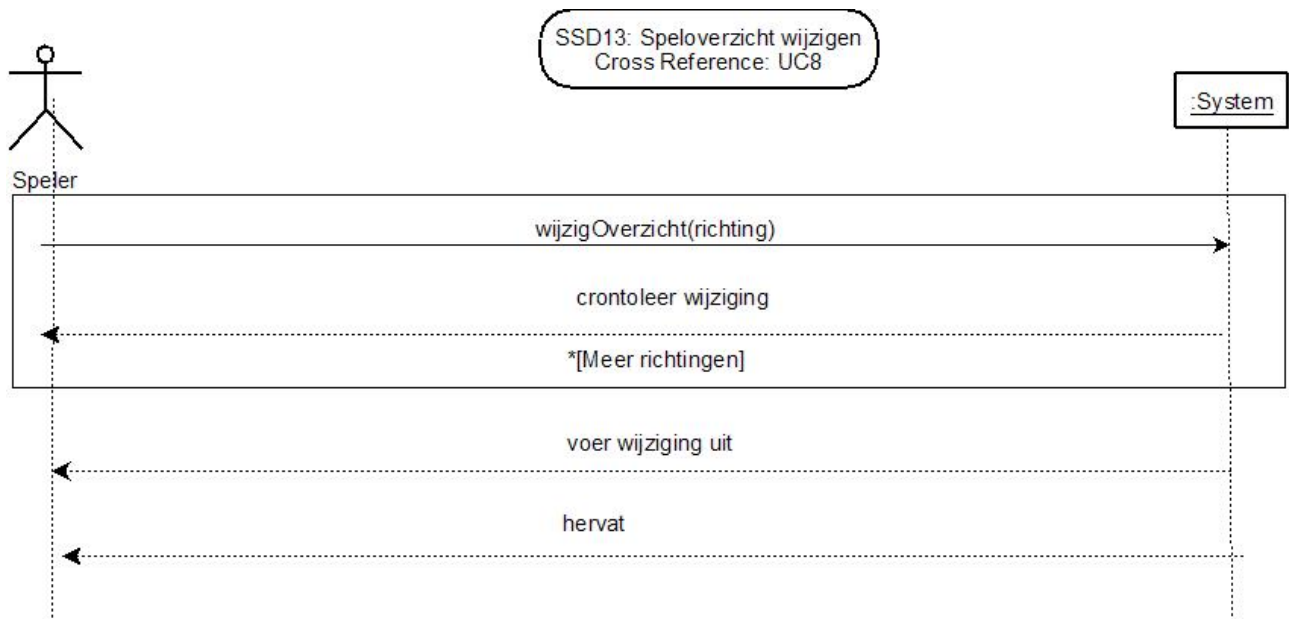 SSD13: Speloverzicht wijzigen
Cross Reference: UC8
:System
Speler
wijzigOverzicht(richting)
crontoleer wijziging
*[Meer richtingen]
voer wijziging uit
hervat